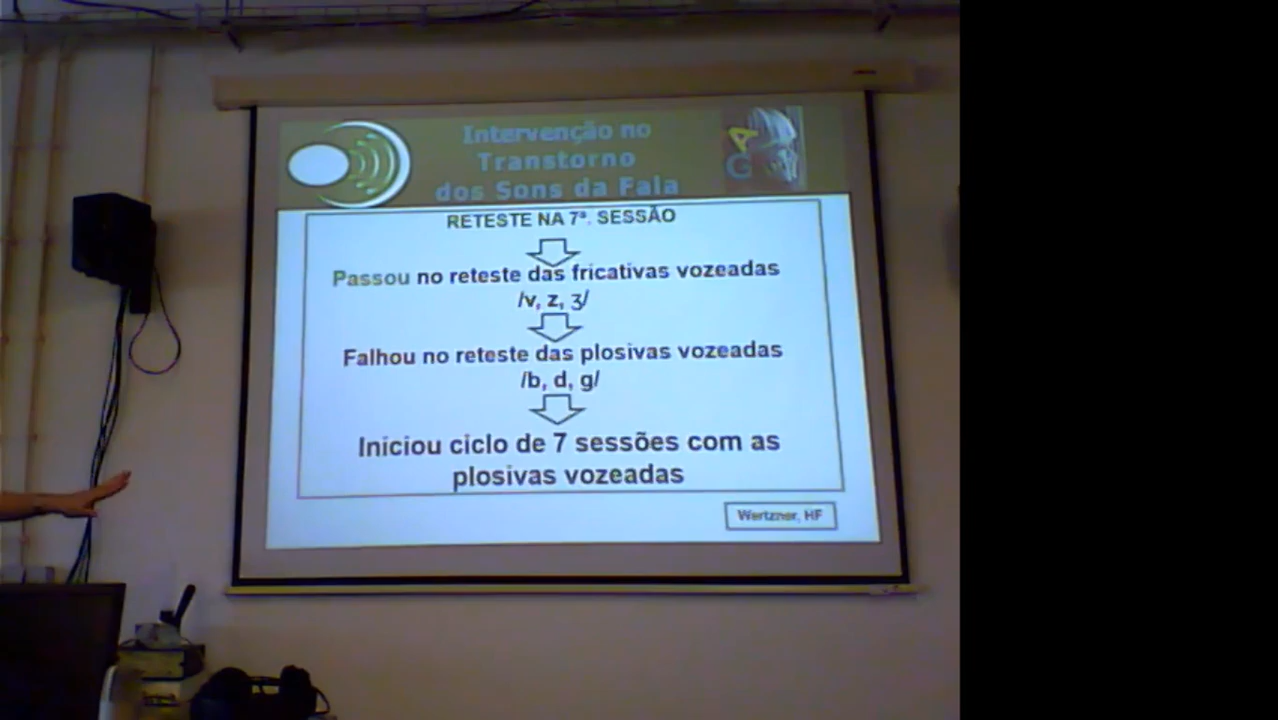 Intervenção no
Transtorno
dos Sons da Fala
A
G
RETESTE NA 7ª. SESSÃO
Passou no reteste das fricativas vozeadas
/v, z, ʒ/
Falhou no reteste das plosivas vozeadas
/b, d, g/
Iniciou ciclo de 7 sessões com as
plosivas vozeadas
Wertzner, HF